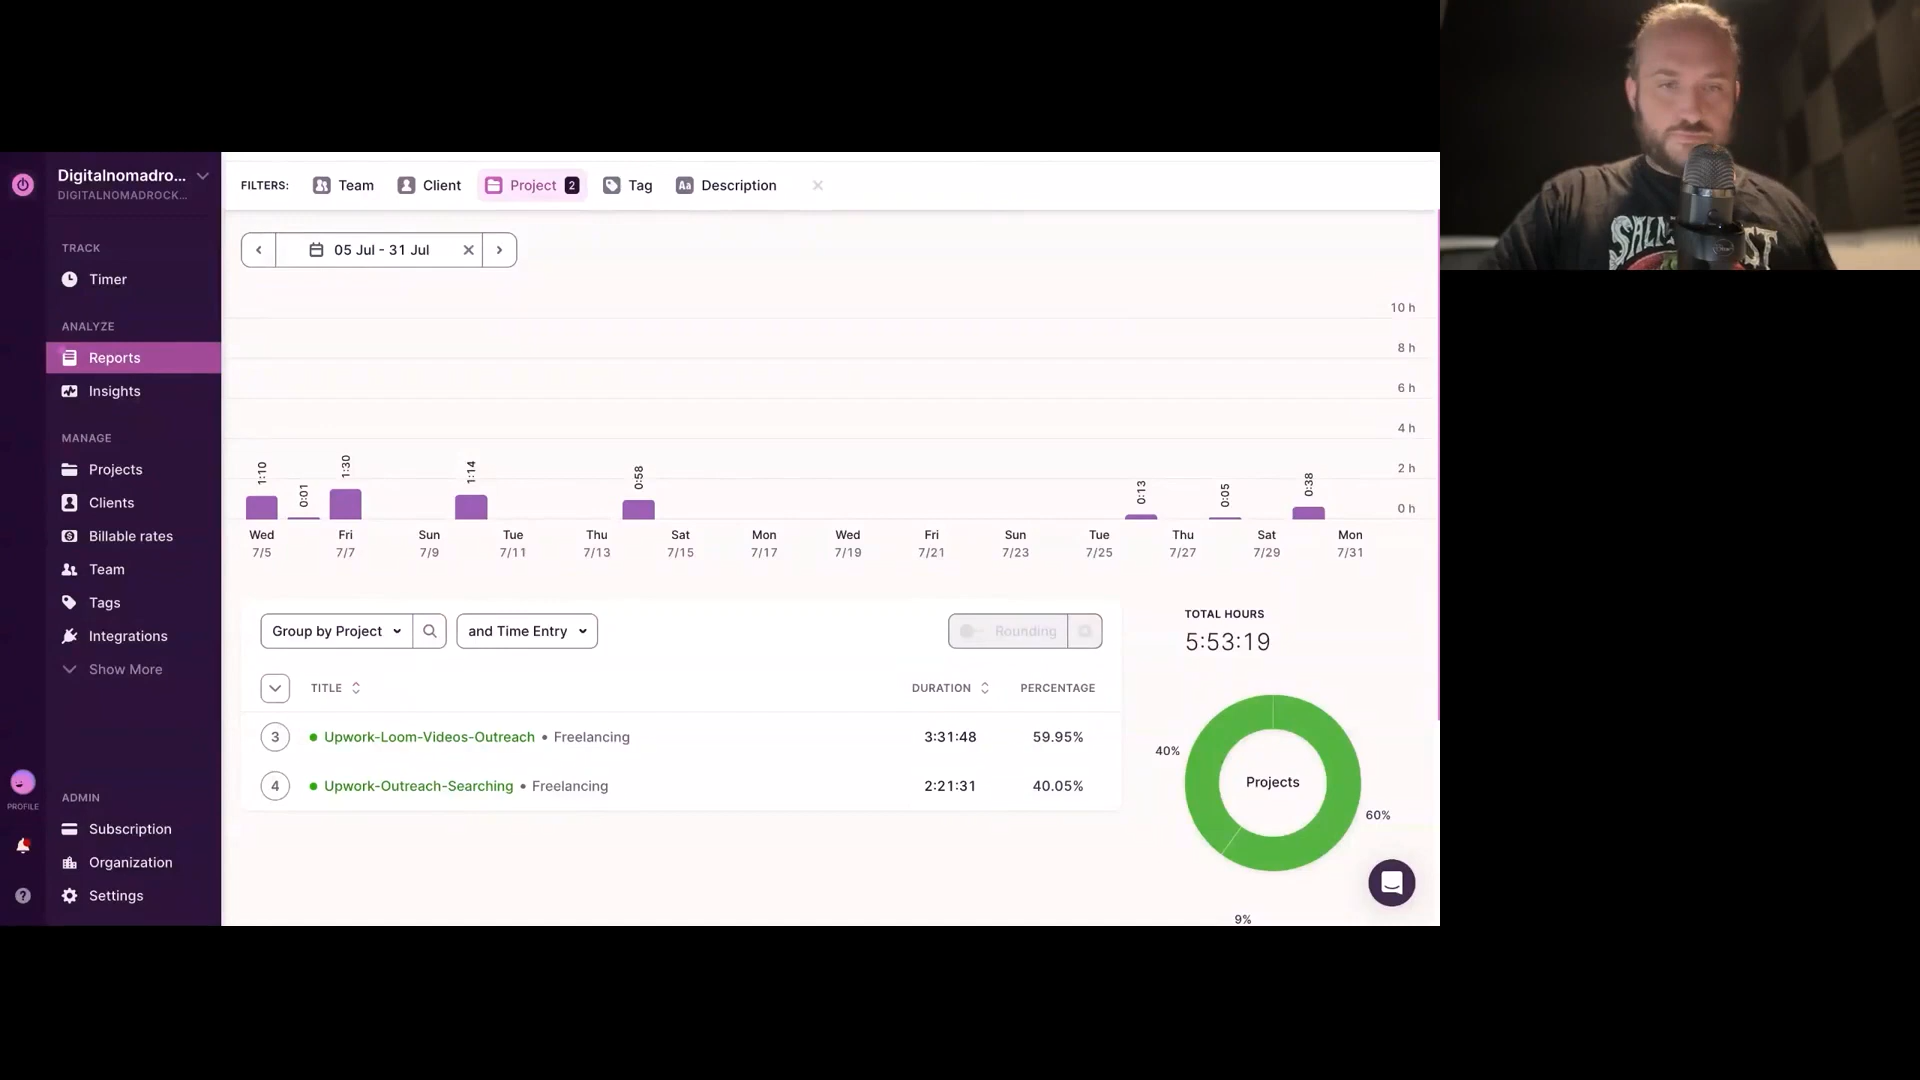 Digitalnomadro...
DIGITALNOMADROCK...
TRACK
Timer
ANALYZE
Reports
Insights
MANAGE
Projects
Clients
Billable rates
Team
Tags
Integrations
Show More
PROFILE
ADMIN
Subscription
Organization
Settings
FILTERS: Team Client Project 2 Tag Aa Description
05 Jul - 31 Jul
10 h
8 h
6 h
4 h
2 h
0 h
1:10 0:01 1:30 1:14 0:58 0:13 0:05 0:38
Wed Fri Sun Tue Thu Sat Mon Wed Fri Sun Tue Thu Sat Mon
7/5 7/7 7/9 7/11 7/13 7/15 7/17 7/19 7/21 7/23 7/25 7/27 7/29 7/31
Group by Project and Time Entry Rounding
TITLE DURATION PERCENTAGE
3 Upwork-Loom-Videos-Outreach • Freelancing 3:31:48 59.95%
4 Upwork-Outreach-Searching • Freelancing 2:21:31 40.05%
TOTAL HOURS
5:53:19
40%
Projects
60%
9%